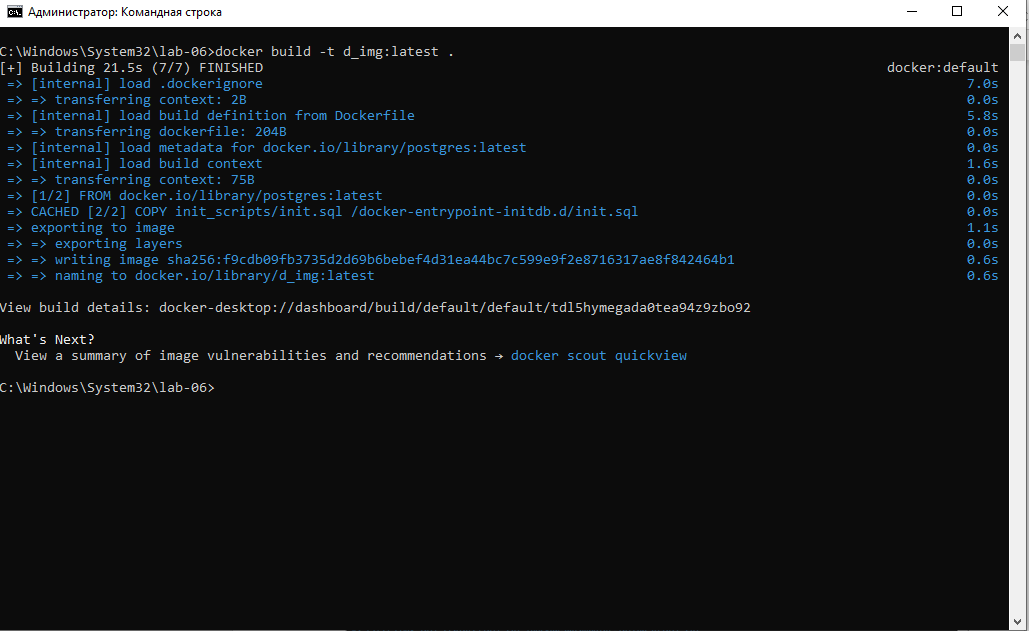 Администратор: Командная строка
C:\Windows\System32\lab-06>docker build -t d_img:latest .
[+] Building 21.5s (7/7) FINISHED docker:default
=> [internal] load .dockerignore 7.0s
=> => transferring context: 2B 0.0s
=> [internal] load build definition from Dockerfile 5.8s
=> => transferring dockerfile: 204B 0.0s
=> [internal] load metadata for docker.io/library/postgres:latest 0.0s
=> [internal] load build context 1.6s
=> => transferring context: 75B 0.0s
=> [1/2] FROM docker.io/library/postgres:latest 0.0s
=> CACHED [2/2] COPY init_scripts/init.sql /docker-entrypoint-initdb.d/init.sql 0.0s
=> exporting to image 1.1s
=> => exporting layers 0.0s
=> => writing image sha256:f9cdb09fb3735d2d69b6bebef4d31ea44bc7c599e9f2e8716317ae8f842464b1 0.6s
=> => naming to docker.io/library/d_img:latest 0.6s
View build details: docker-desktop://dashboard/build/default/default/tdl5hymegada0tea94z9zbo92
What's Next?
View a summary of image vulnerabilities and recommendations → docker scout quickview
C:\Windows\System32\lab-06>